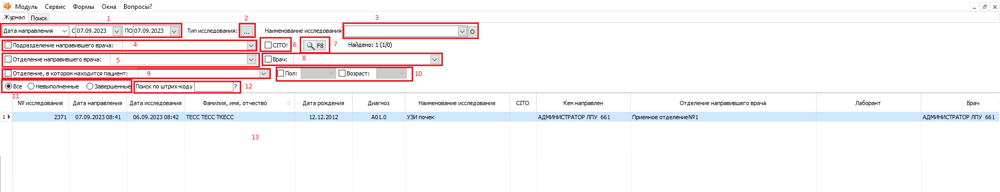 Модуль Сервис Формы Окна Вопросы?
Журнал Поиск
1 2 3
Дата направления С 07.09.2023 ПО 07.09.2023 Тип исследования: ... Наименование исследования: О
Подразделение направившего врача: 4 CITO! 6 F8 7 Найдено: 1 (1/0)
Отделение направившего врача: 5 Врач: 8
Отделение, в котором находится пациент: 9 Пол: Возраст: 10
Все Невыполненные Завершенные Поиск по штрих-коду ? 12
11
№ исследования Дата направления Дата исследования Фамилия, имя, отчество Дата рождения Диагноз Наименование исследования CITO Кем направлен Отделение направившего врача Лаборант Врач
1 2371 07.09.2023 08:41 06.09.2023 08:42 ТЕСС ТЕСС ТКЕСС 12.12.2012 A01.0 УЗИ почек АДМИНИСТРАТОР ЛПУ 661 Приемное отделение№1 АДМИНИСТРАТОР ЛПУ 661
13